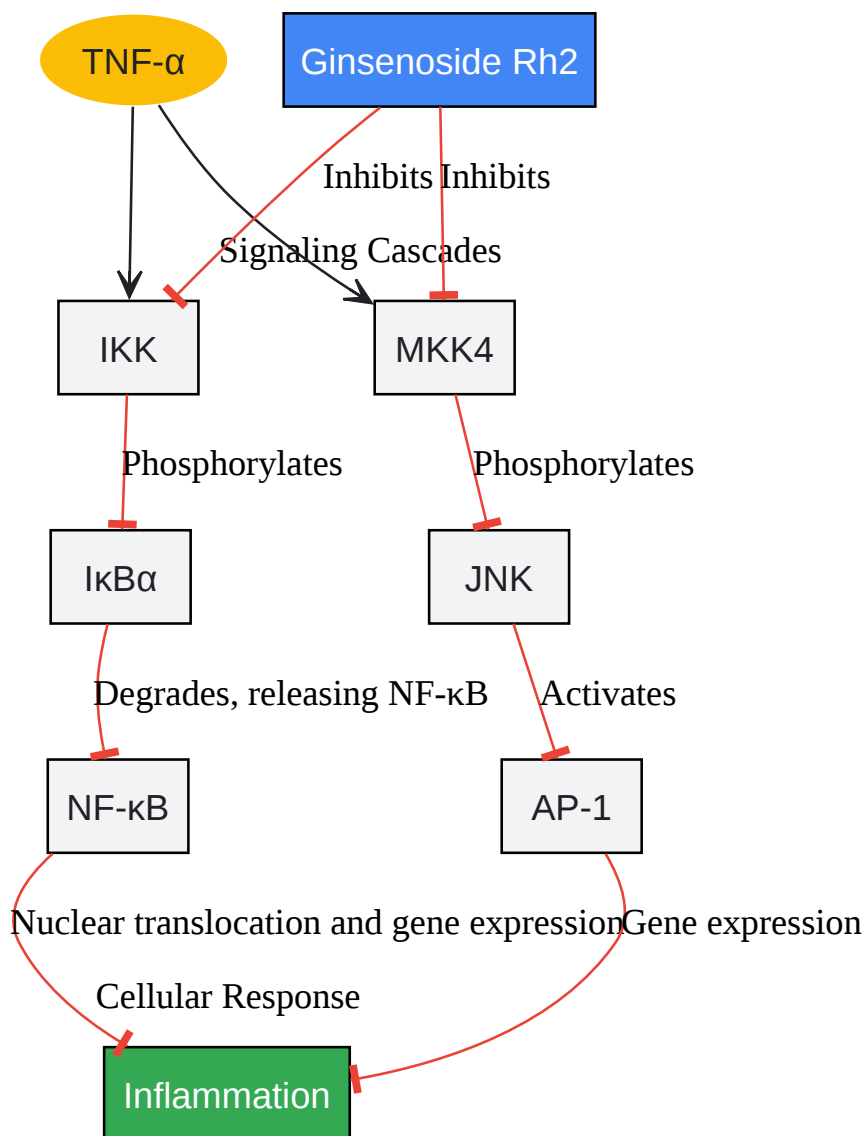 TNF-α
Ginsenoside Rh2
Inhibits
Inhibits
Signaling Cascades
IKK
MKK4
Phosphorylates
Phosphorylates
IκBα
JNK
Degrades, releasing NF-κB
Activates
NF-κB
AP-1
Nuclear translocation and gene expression
Gene expression
Cellular Response
Inflammation